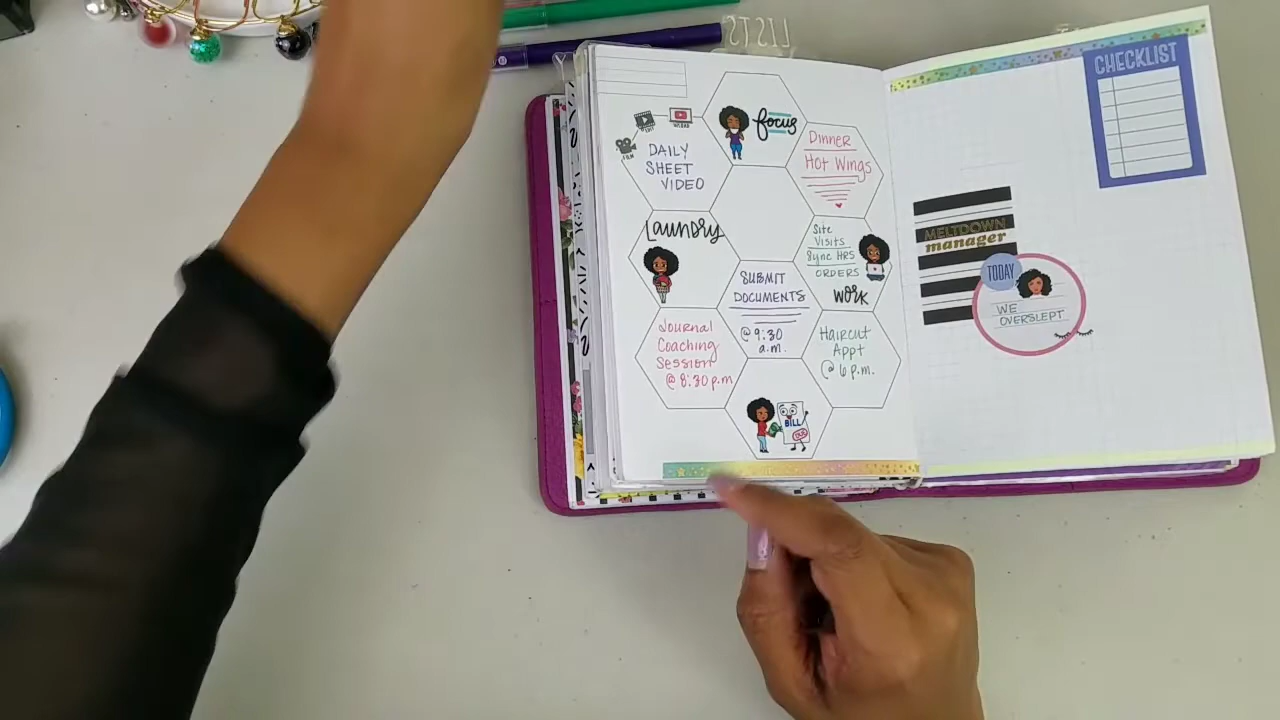 focus
DAILY
SHEET
VIDEO
DINNER
HOT WINGS
LAUNDRY
Site
Visits
Sync HRS
ORDERS
WORK
SUBMIT
DOCUMENTS
@ 9:30
a.m.
Journal
Coaching
Session
@ 8:30 p.m
HAIRCUT
Appt
@ 6 p.m.
BILL
CHECKLIST
MELTDOWN
manager
TODAY
WE
OVERSLEPT